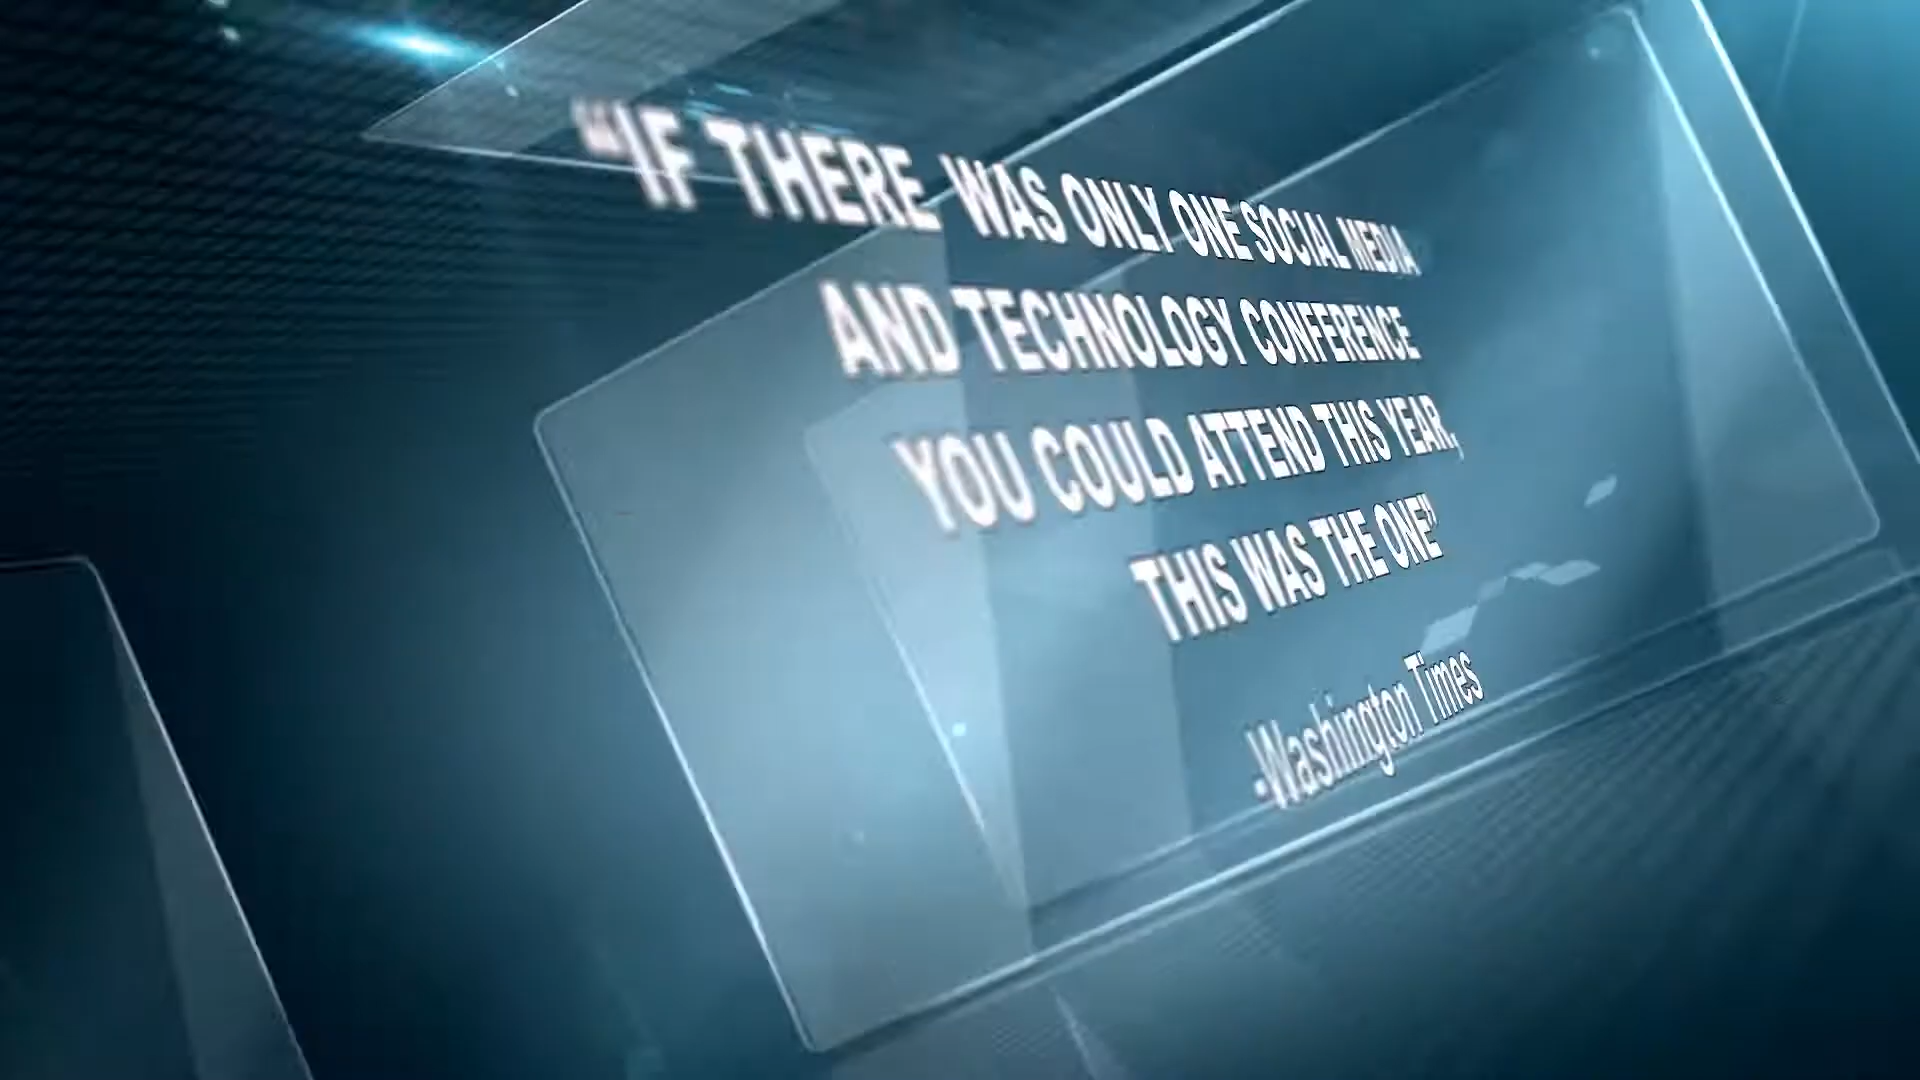 “IF THERE WAS ONLY ONE SOCIAL MEDIA
AND TECHNOLOGY CONFERENCE
YOU COULD ATTEND THIS YEAR,
THIS WAS THE ONE”
-Washington Times